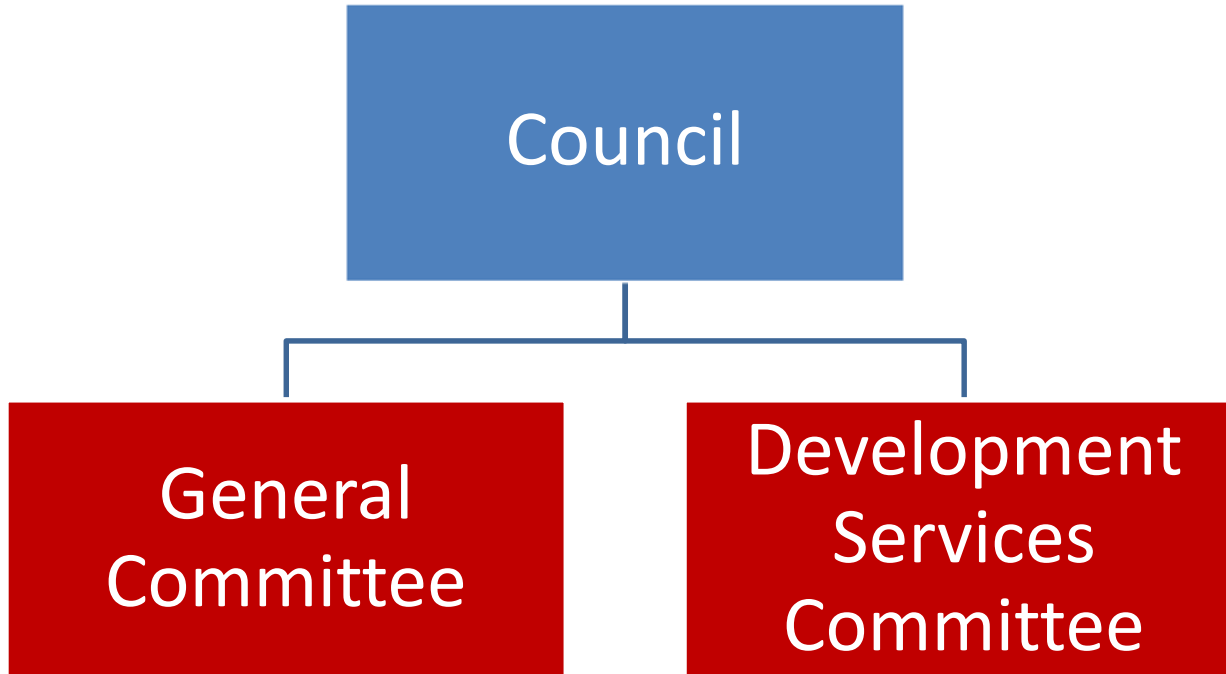 Council
General
Committee
Development
Services
Committee